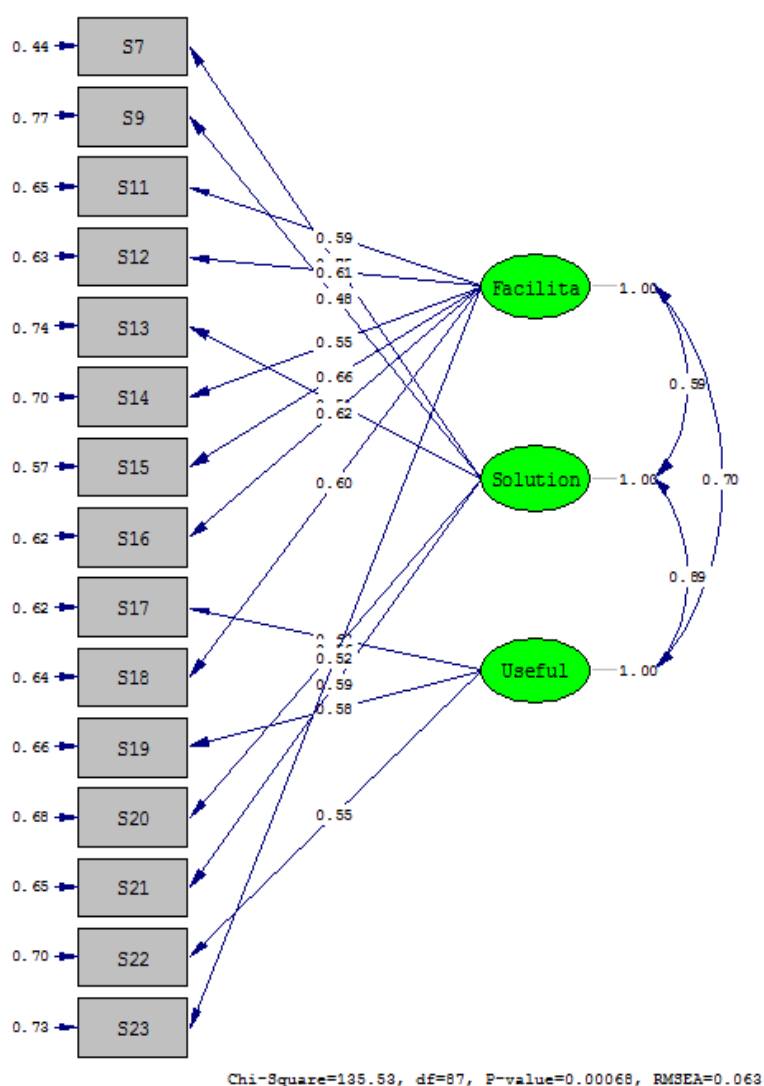 0.44 S7
0.77 S9
0.65 S11
0.59
0.63 S12
0.61
Facilita 1.00
0.48
0.74 S13
0.55
0.59
0.70 S14
0.66
0.62
0.57 S15
Solution 1.00
0.70
0.60
0.62 S16
0.89
0.62 S17
0.52
Useful 1.00
0.64 S18
0.59
0.58
0.66 S19
0.68 S20
0.55
0.65 S21
0.70 S22
0.73 S23
Chi-Square=135.53, df=87, P-value=0.00068, RMSEA=0.063